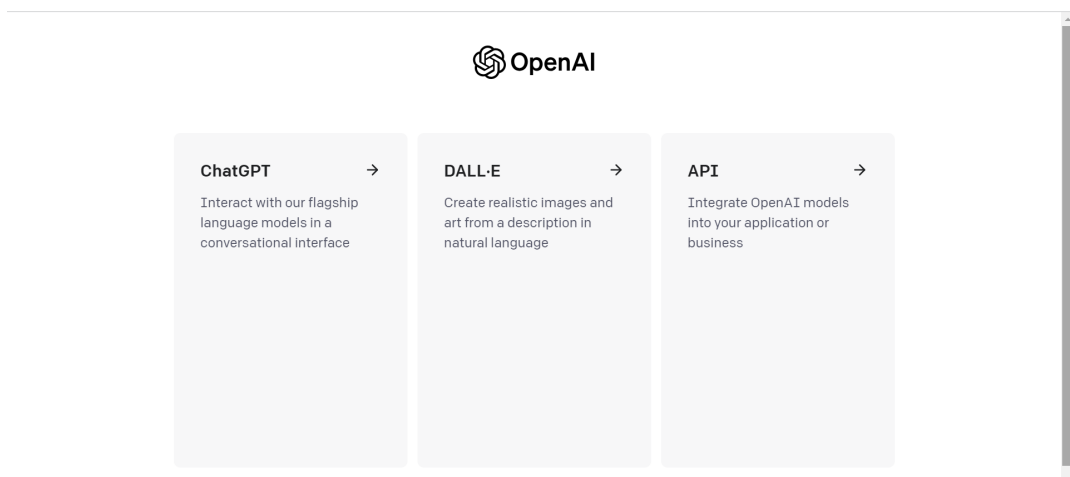 OpenAI
ChatGPT
Interact with our flagship
language models in a
conversational interface
DALL·E
Create realistic images and
art from a description in
natural language
API
Integrate OpenAI models
into your application or
business